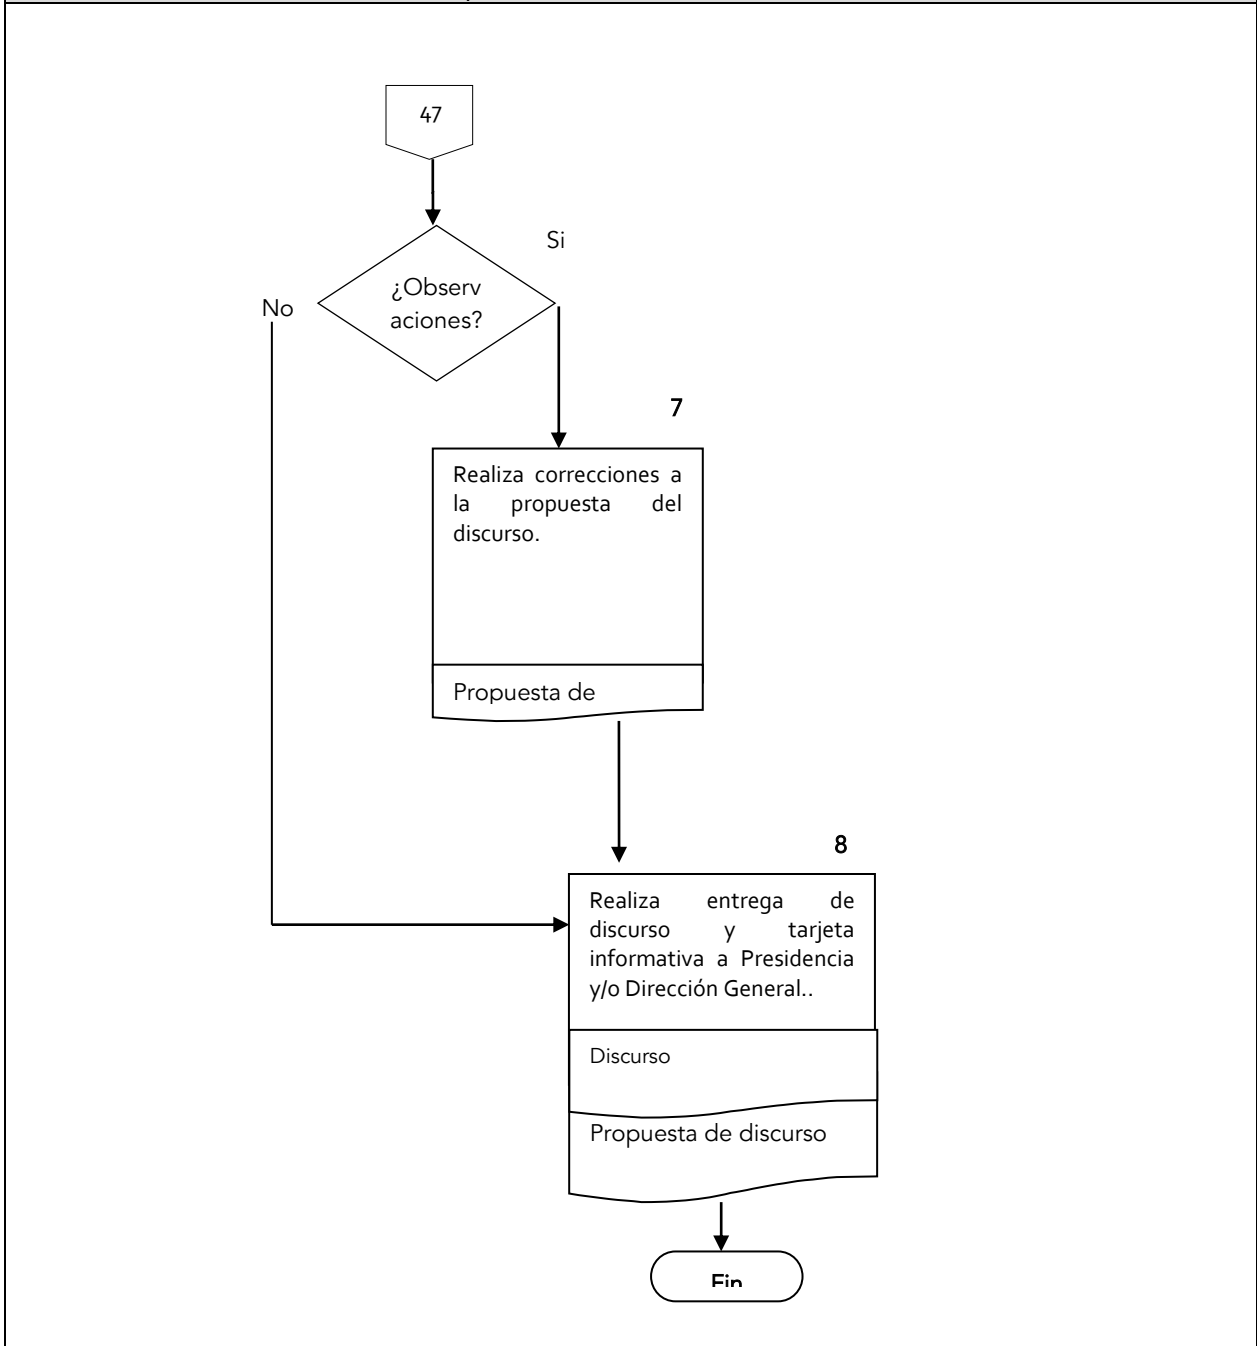 47
Si
¿Observ
aciones?
No
7
Realiza correcciones a
la propuesta del
discurso.
Propuesta de
8
Realiza entrega de
discurso y tarjeta
informativa a Presidencia
y/o Dirección General..
Discurso
Propuesta de discurso
Fin